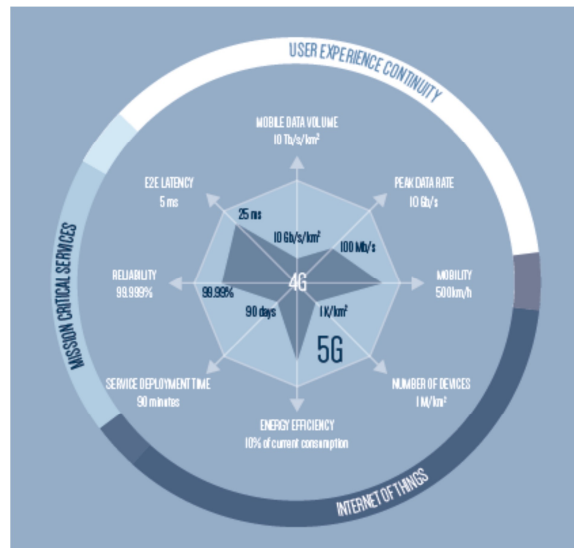 USER EXPERIENCE CONTINUITY
MOBILE DATA VOLUME
10 Tb/s/km²
E2E LATENCY
5 ms
PEAK DATA RATE
10 Gb/s
25 ms
10 Gb/s/km²
100 Mb/s
MISSION CRITICAL SERVICES
RELIABILITY
99.999%
99.99%
4G
MOBILITY
500km/h
90 days
1 K/km²
5G
SERVICE DEPLOYMENT TIME
90 minutes
NUMBER OF DEVICES
1 M/km²
ENERGY EFFICIENCY
10% of current consumption
INTERNET OF THINGS